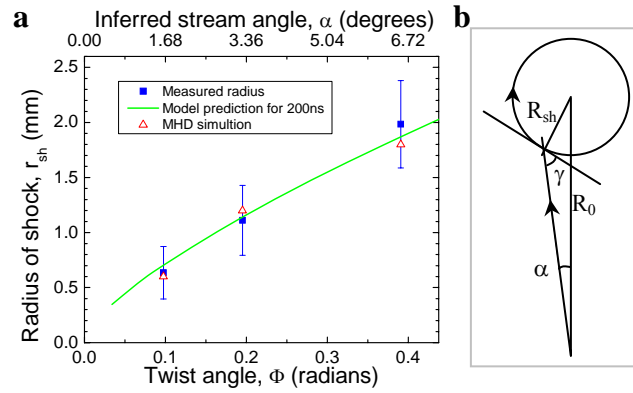 a
Inferred stream angle, α (degrees)
0.00 1.68 3.36 5.04 6.72
2.5
2.0
1.5
1.0
0.5
0.0
Radius of shock, r_sh (mm)
Measured radius
Model prediction for 200ns
MHD simultion
0.0 0.1 0.2 0.3 0.4
Twist angle, Φ (radians)
b
R_sh
γ
R_0
α